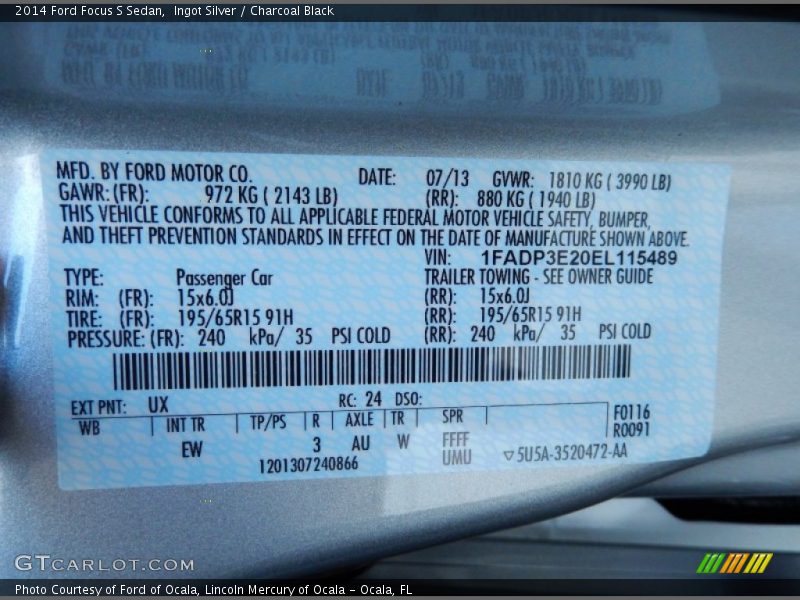 2014 Ford Focus S Sedan,  Ingot Silver / Charcoal Black
MFD. BY FORD MOTOR CO. DATE: 07/13 GVWR: 1810 KG ( 3990 LB)
GAWR: (FR): 972 KG ( 2143 LB) (RR): 880 KG ( 1940 LB)
THIS VEHICLE CONFORMS TO ALL APPLICABLE FEDERAL MOTOR VEHICLE SAFETY, BUMPER,
AND THEFT PREVENTION STANDARDS IN EFFECT ON THE DATE OF MANUFACTURE SHOWN ABOVE.
VIN: 1FADP3E20EL115489
TYPE: Passenger Car TRAILER TOWING - SEE OWNER GUIDE
RIM: (FR): 15x6.0J (RR): 15x6.0J
TIRE: (FR): 195/65R15 91H (RR): 195/65R15 91H
PRESSURE: (FR): 240 kPa/ 35 PSI COLD (RR): 240 kPa/ 35 PSI COLD
EXT PNT: UX RC: 24 DSO:
WB INT TR TP/PS R AXLE TR SPR F0116
R0091
EW 3 AU W FFFF
UMU
1201307240866 ▽5U5A-3520472-AA
GTCARLOT.COM
Photo Courtesy of Ford of Ocala, Lincoln Mercury of Ocala - Ocala, FL